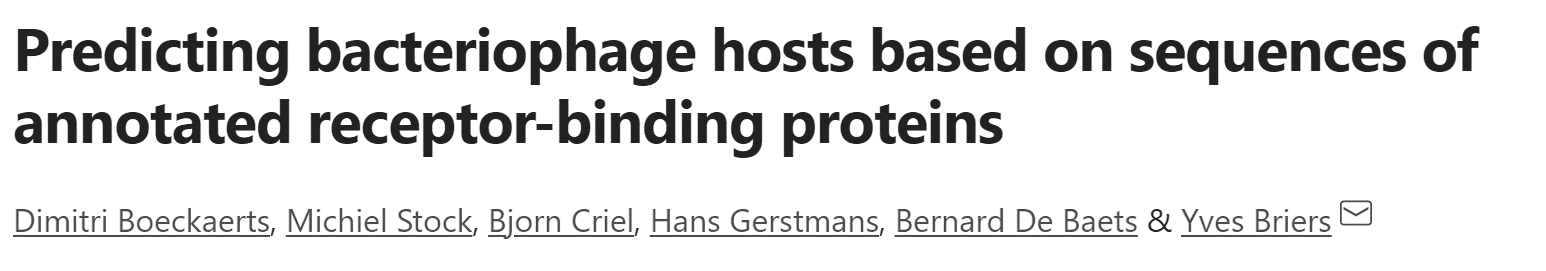 Predicting bacteriophage hosts based on sequences of
annotated receptor-binding proteins
Dimitri Boeckaerts, Michiel Stock, Bjorn Criel, Hans Gerstmans, Bernard De Baets & Yves Briers